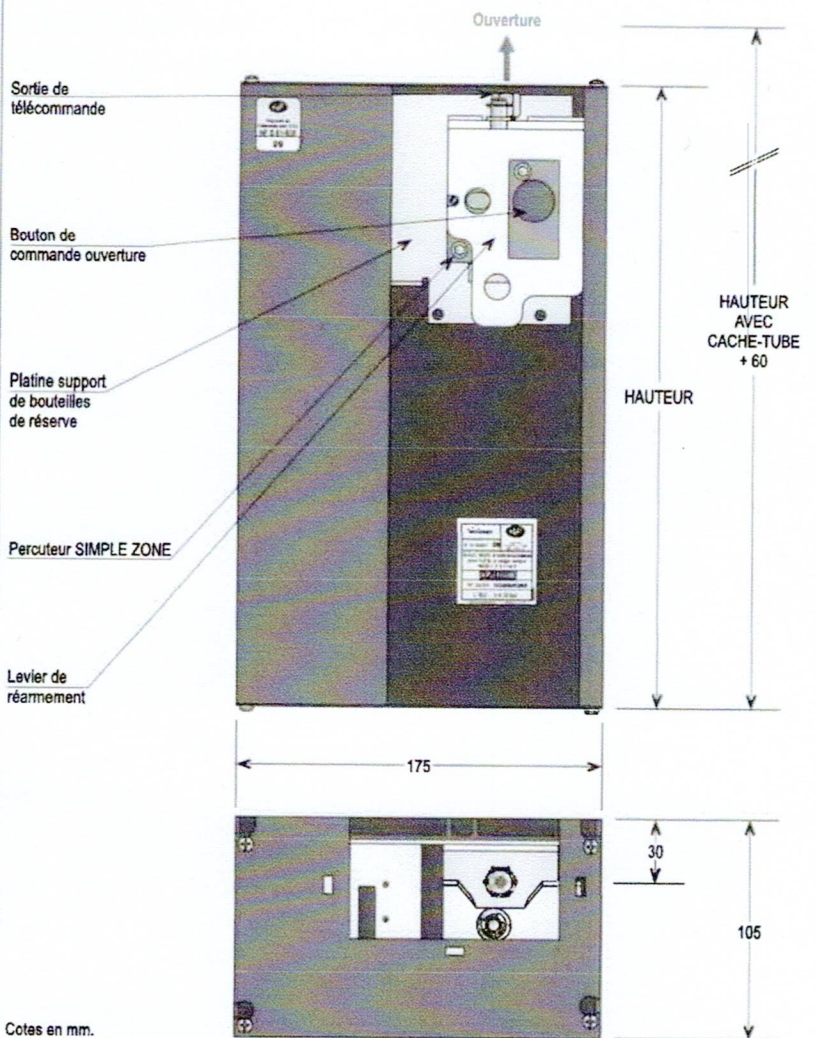 Ouverture
Sortie de
télécommande
Bouton de
commande ouverture
Platine support
de bouteilles
de réserve
Percuteur SIMPLE ZONE
Levier de
réarmement
HAUTEUR
HAUTEUR
AVEC
CACHE-TUBE
+ 60
175
30
105
Cotes en mm.